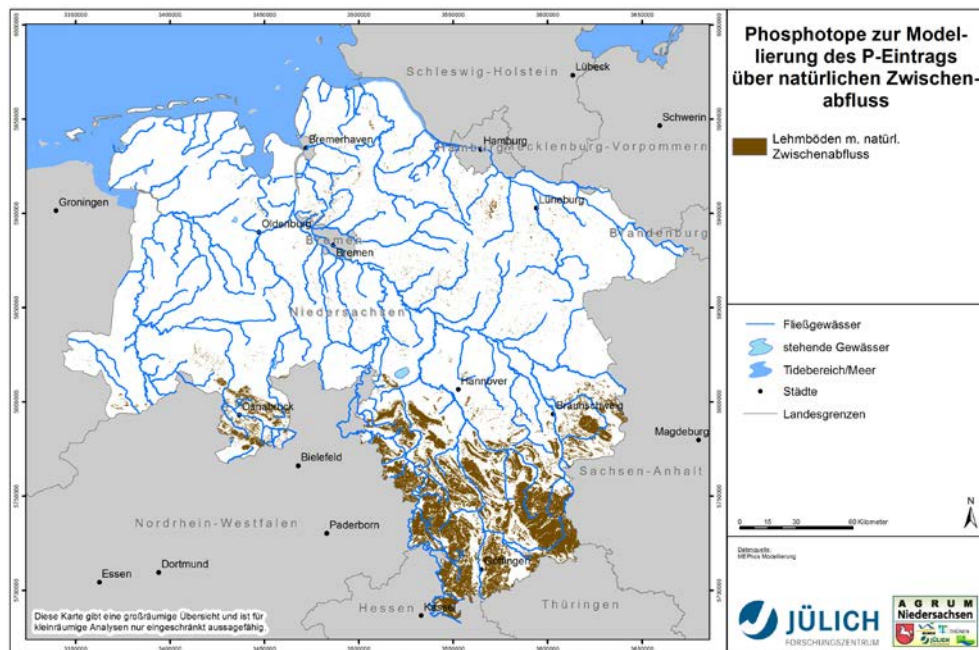 Phosphotope zur Model-
lierung des P-Eintrags
über natürlichen Zwischen-
abfluss
Lehmböden m. natürl.
Zwischenabfluss
Fließgewässer
stehende Gewässer
Tidebereich/Meer
Städte
Landesgrenzen
0 15 30 60 Kilometer
N
Datenquelle:
MEPhos Modellierung
JÜLICH
FORSCHUNGSZENTRUM
AGRUM
Niedersachsen
JÜLICH
THÜNEN
Schleswig-Holstein
Lübeck
Schwerin
Bremerhaven
Hamburg
Hamburg
Mecklenburg-Vorpommern
Groningen
Lüneburg
Oldenburg
Brandenburg
Bremen
Bremen
Niedersachsen
Hannover
Osnabrück
Braunschweig
Magdeburg
Bielefeld
Sachsen-Anhalt
Nordrhein-Westfalen
Paderborn
Göttingen
Dortmund
Essen
Hessen
Kassel
Thüringen
Diese Karte gibt eine großräumige Übersicht und ist für
kleinräumige Analysen nur eingeschränkt aussagefähig.